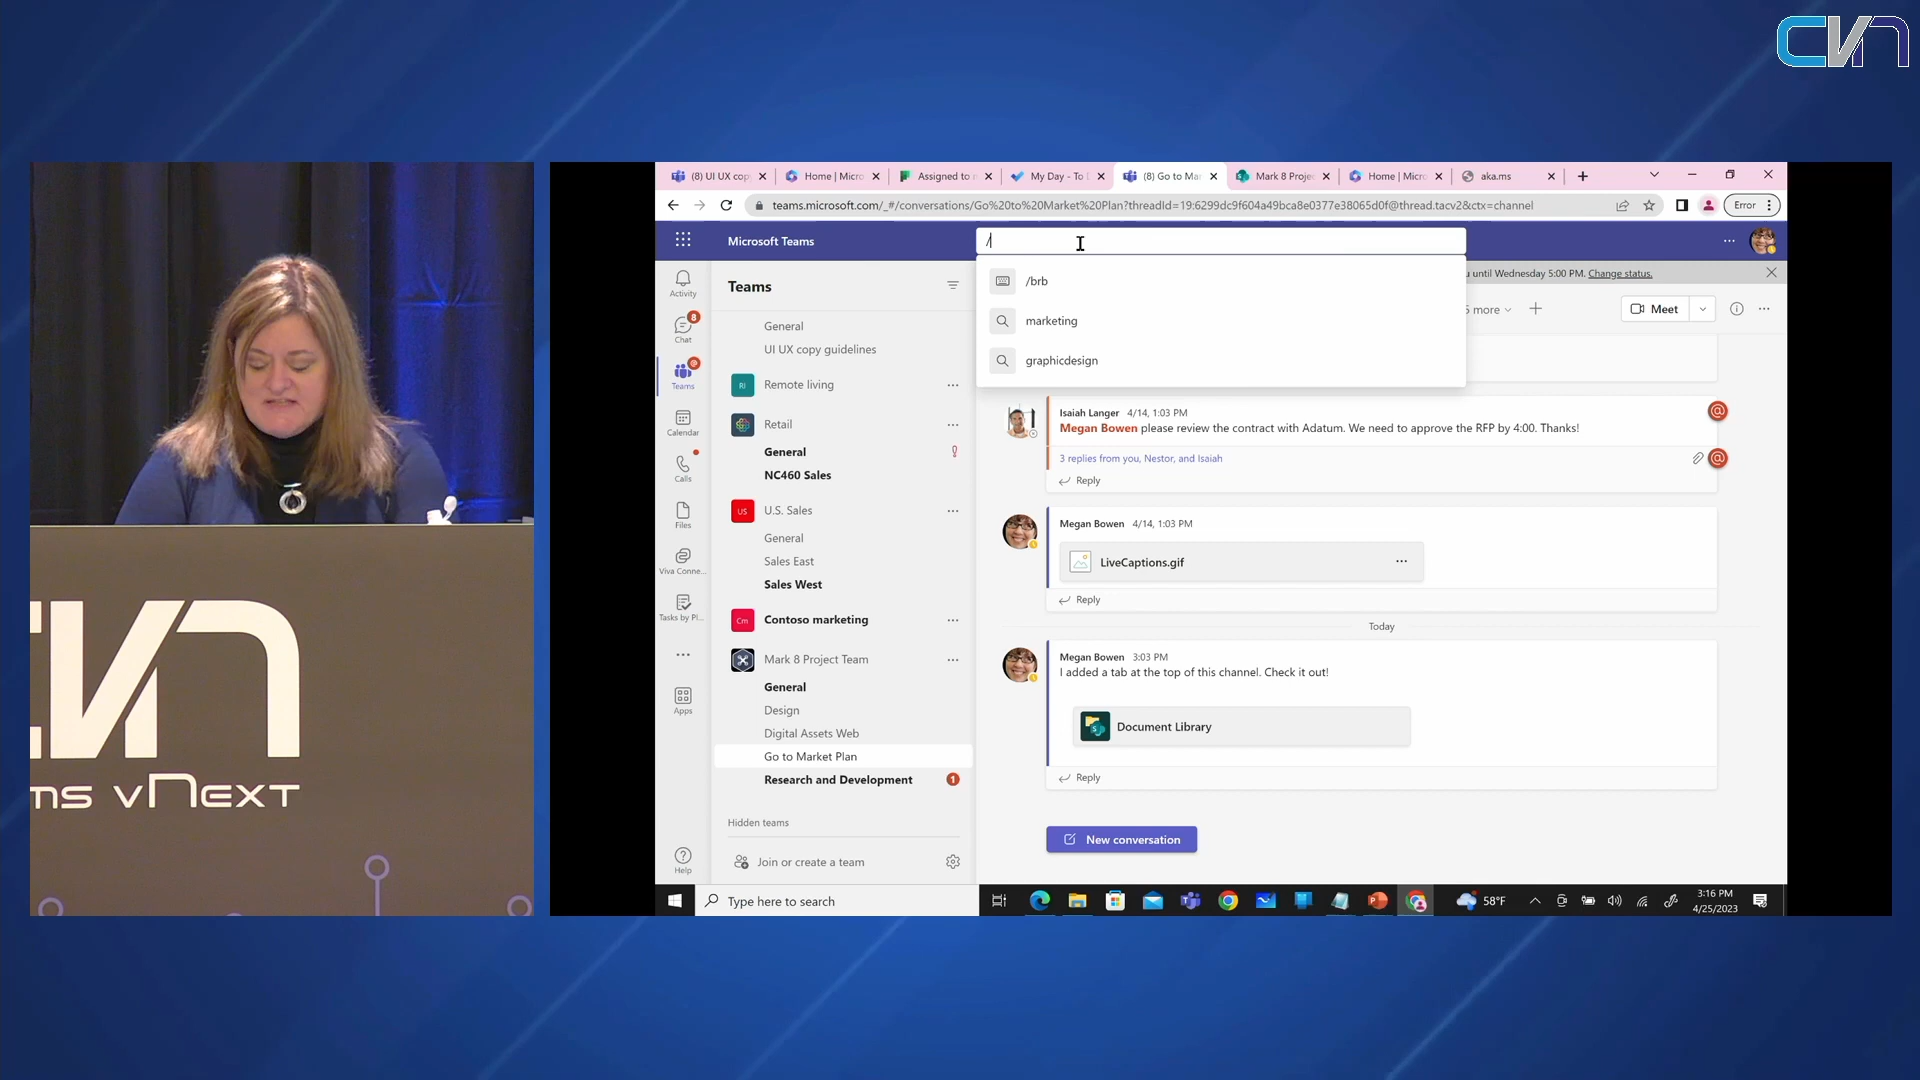 CVN
(8) UI UX cop
Home | Micro
Assigned to
My Day - To
(8) Go to Ma
Mark 8 Proje
Home | Micro
aka.ms
teams.microsoft.com/_#/conversations/Go%20to%20Market%20Plan?threadId=19:6299dc9f604a49bca8e0377e38065d0f@thread.tacv2&ctx=channel
Error
Microsoft Teams
/
/brb
marketing
graphicdesign
u until Wednesday 5:00 PM. Change status.
Activity
Chat
8
Teams
Calendar
Calls
Files
Viva Conne...
Tasks by Pl...
Apps
Help
Teams
General
UI UX copy guidelines
RI
Remote living
Retail
General
NC460 Sales
US
U.S. Sales
General
Sales East
Sales West
Cm
Contoso marketing
Mark 8 Project Team
General
Design
Digital Assets Web
Go to Market Plan
Research and Development
1
Hidden teams
Join or create a team
more
Meet
Isaiah Langer 4/14, 1:03 PM
Megan Bowen please review the contract with Adatum. We need to approve the RFP by 4:00. Thanks!
3 replies from you, Nestor, and Isaiah
Reply
Megan Bowen 4/14, 1:03 PM
LiveCaptions.gif
Reply
Today
Megan Bowen 3:03 PM
I added a tab at the top of this channel. Check it out!
Document Library
Reply
New conversation
Type here to search
58°F
3:16 PM
4/25/2023
VN
ms vNext